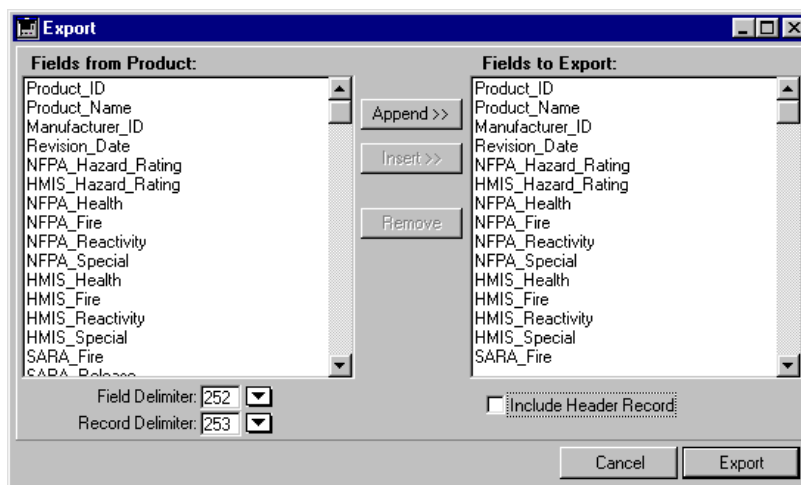 Export
Fields from Product:
Product_ID
Product_Name
Manufacturer_ID
Revision_Date
NFPA_Hazard_Rating
HMIS_Hazard_Rating
NFPA_Health
NFPA_Fire
NFPA_Reactivity
NFPA_Special
HMIS_Health
HMIS_Fire
HMIS_Reactivity
HMIS_Special
SARA_Fire
SARA_Release
Append >>
Insert >>
Remove
Fields to Export:
Product_ID
Product_Name
Manufacturer_ID
Revision_Date
NFPA_Hazard_Rating
HMIS_Hazard_Rating
NFPA_Health
NFPA_Fire
NFPA_Reactivity
NFPA_Special
HMIS_Health
HMIS_Fire
HMIS_Reactivity
HMIS_Special
SARA_Fire
Field Delimiter: 252
Record Delimiter: 253
Include Header Record
Cancel
Export